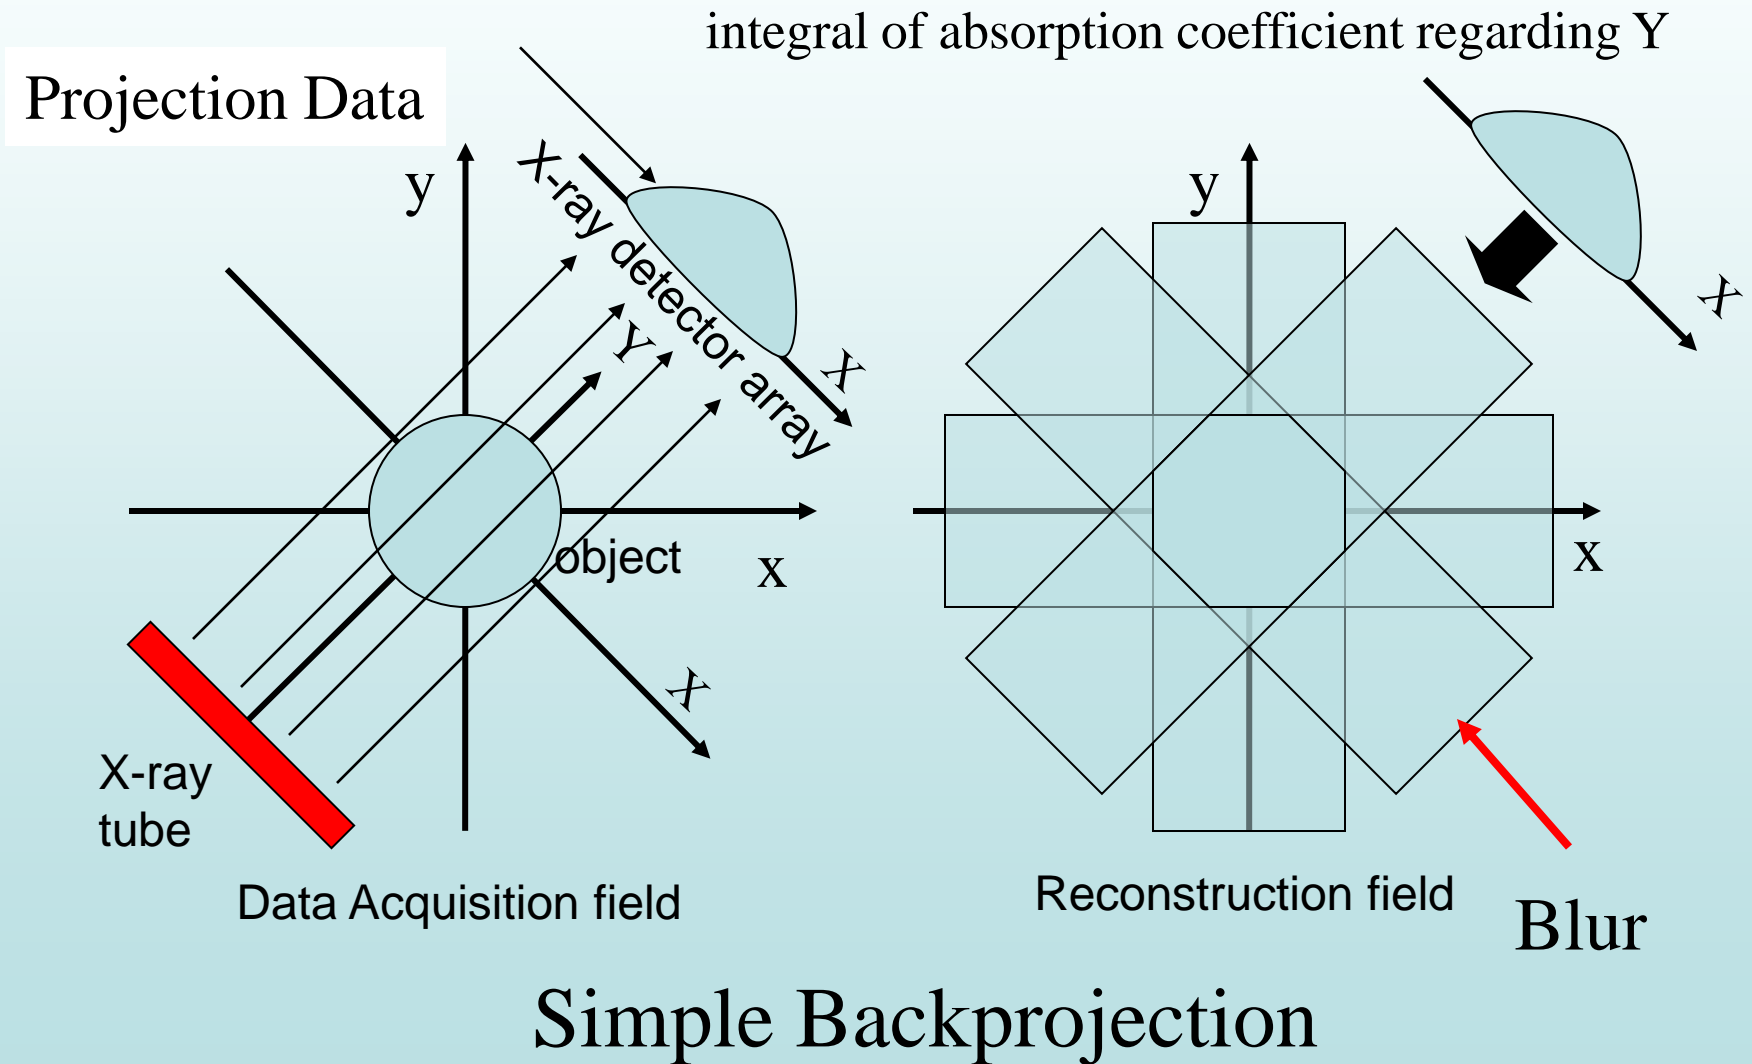 integral of absorption coefficient regarding Y
Projection Data
y
X-ray detector array
Y
X
object
x
X
X-ray
tube
Data Acquisition field
y
X
x
Reconstruction field
Blur
Simple Backprojection